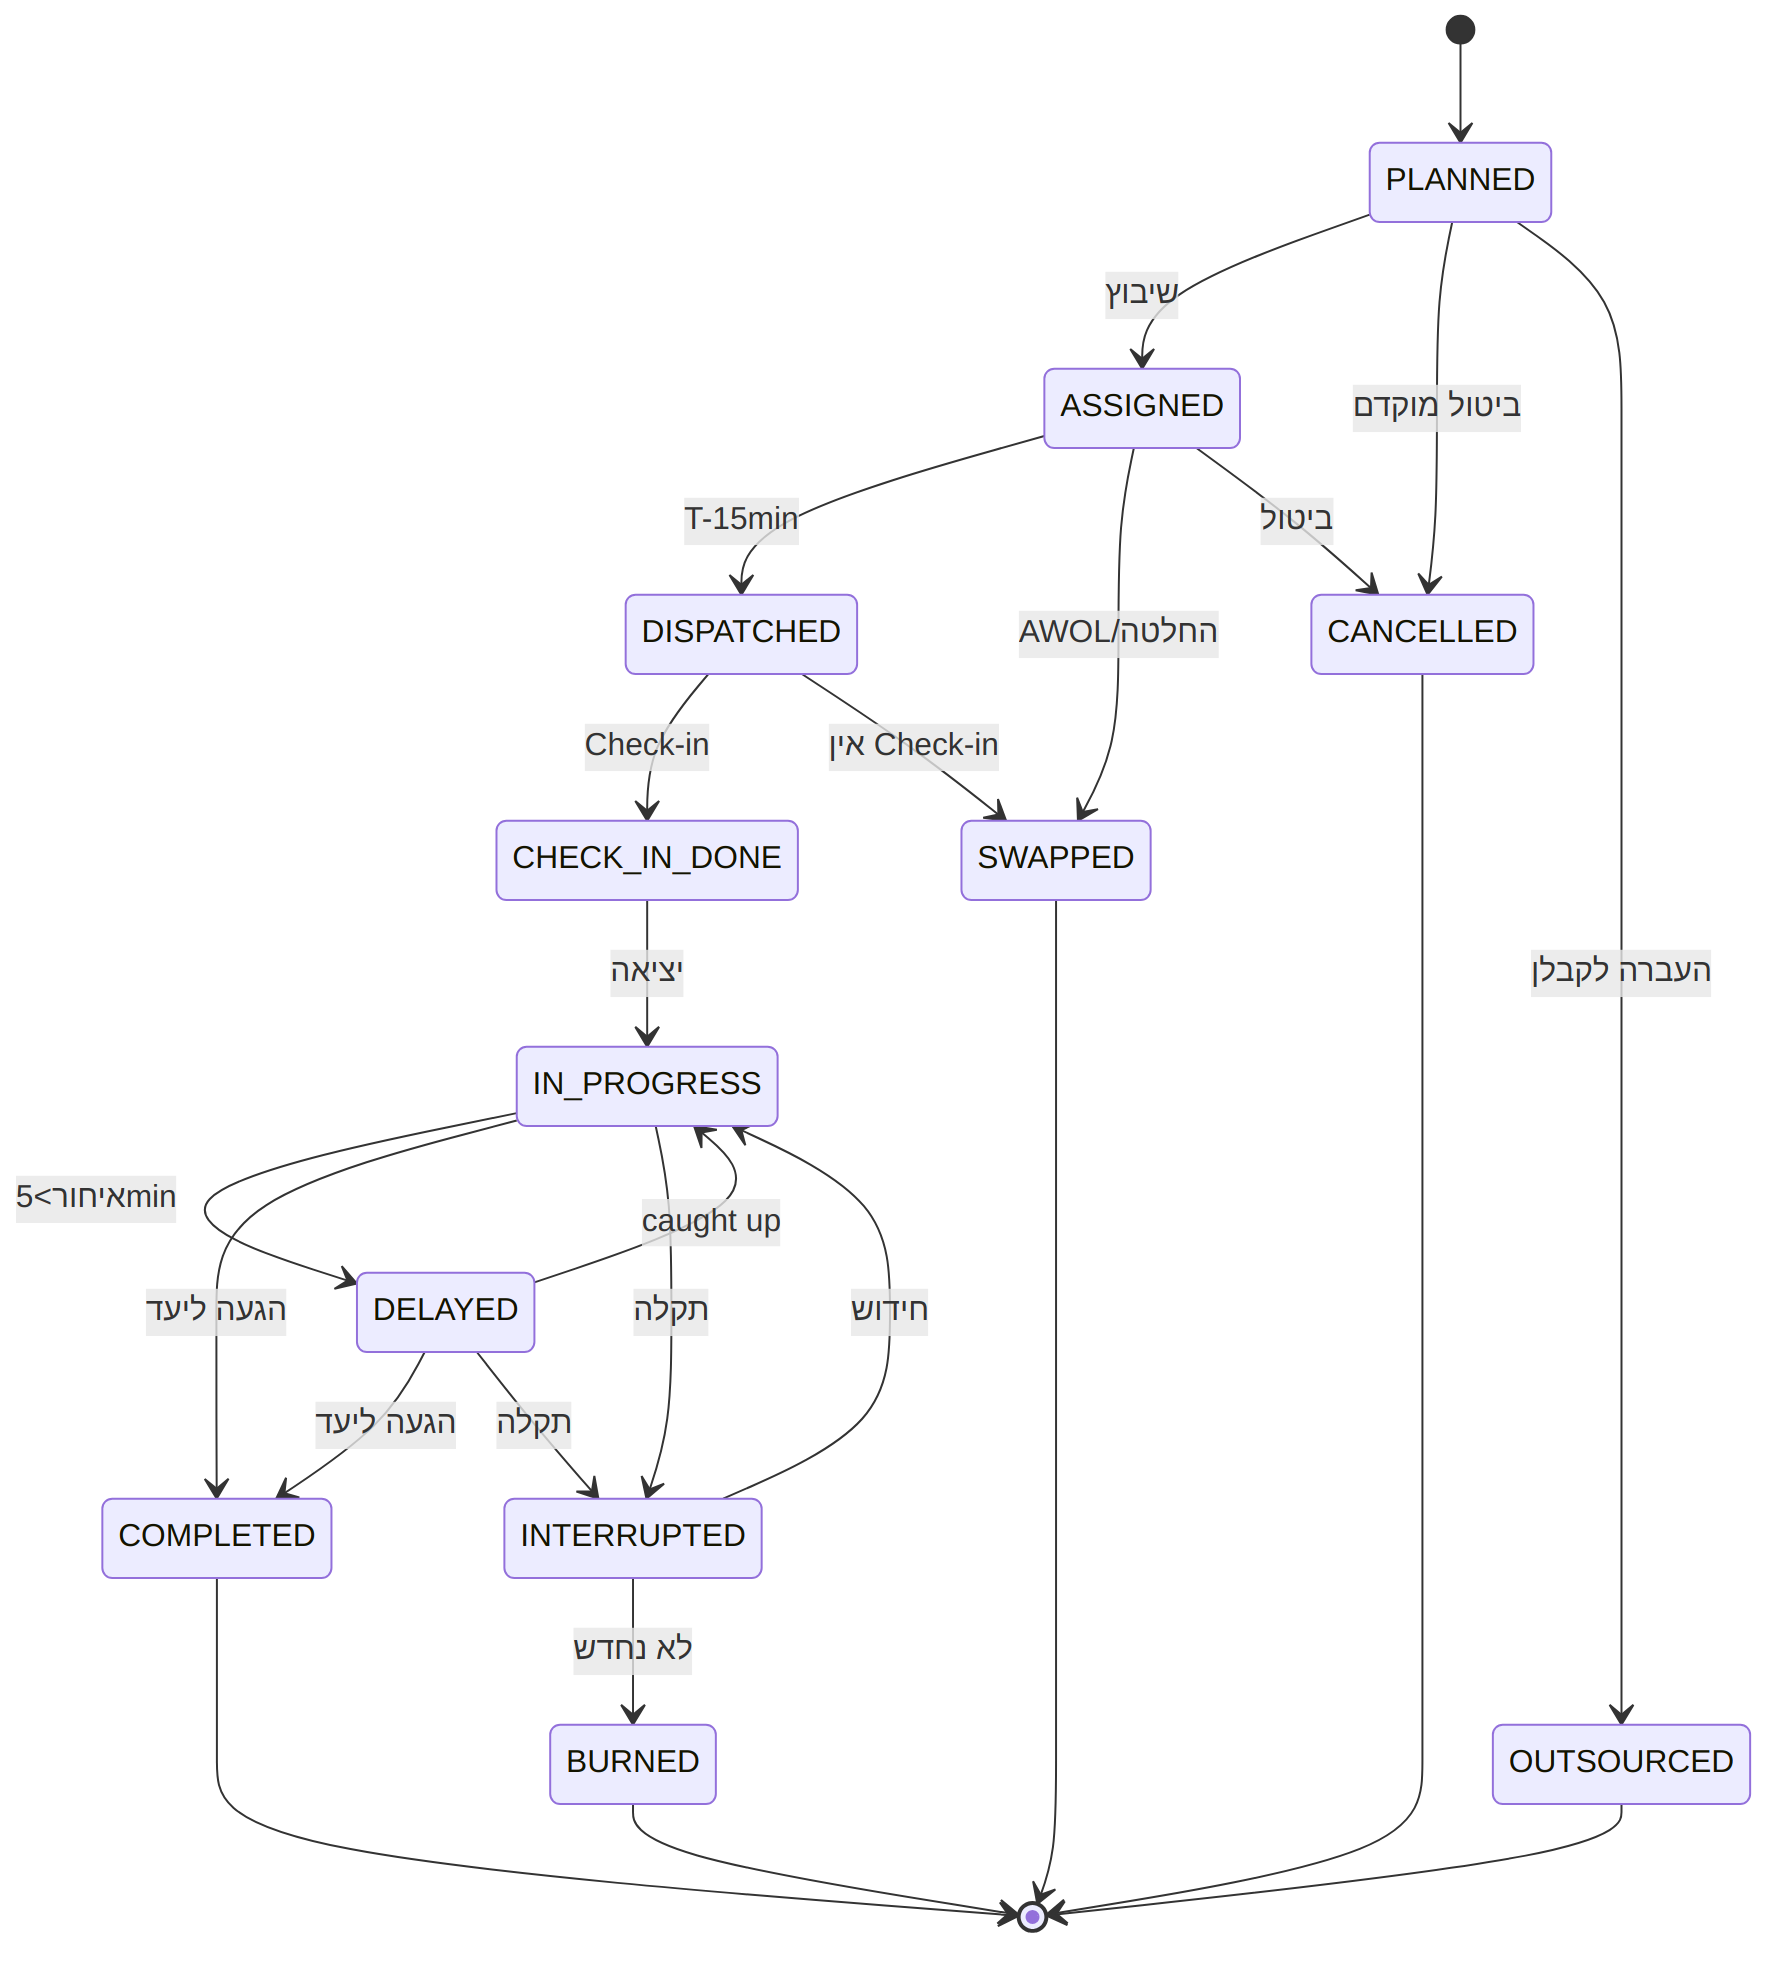 PLANNED
שיבוץ
ASSIGNED
ביטול מוקדם
T-15min
ביטול
DISPATCHED
החלטה/AWOL
CANCELLED
Check-in
אין Check-in
CHECK_IN_DONE
SWAPPED
יציאה
העברה לקבלן
IN_PROGRESS
איחור>5min
caught up
הגעה ליעד
DELAYED
תקלה
חידוש
הגעה ליעד
תקלה
COMPLETED
INTERRUPTED
לא נחדש
BURNED
OUTSOURCED